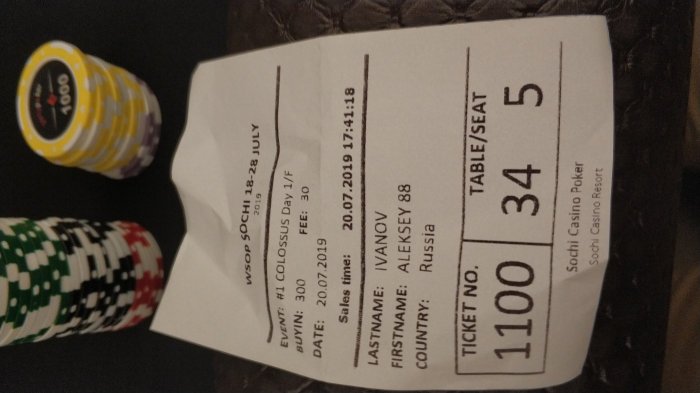 WSOP SOCHI 18-28 JULY
2019
EVENT: #1 COLOSSUS Day 1/F
BUYIN: 300 FEE: 30
DATE: 20.07.2019
Sales time: 20.07.2019 17:41:18
LASTNAME: IVANOV
FIRSTNAME: ALEKSEY 88
COUNTRY: Russia
TICKET NO. TABLE/SEAT
1100 34 5
Sochi Casino Poker
Sochi Casino Resort
1000